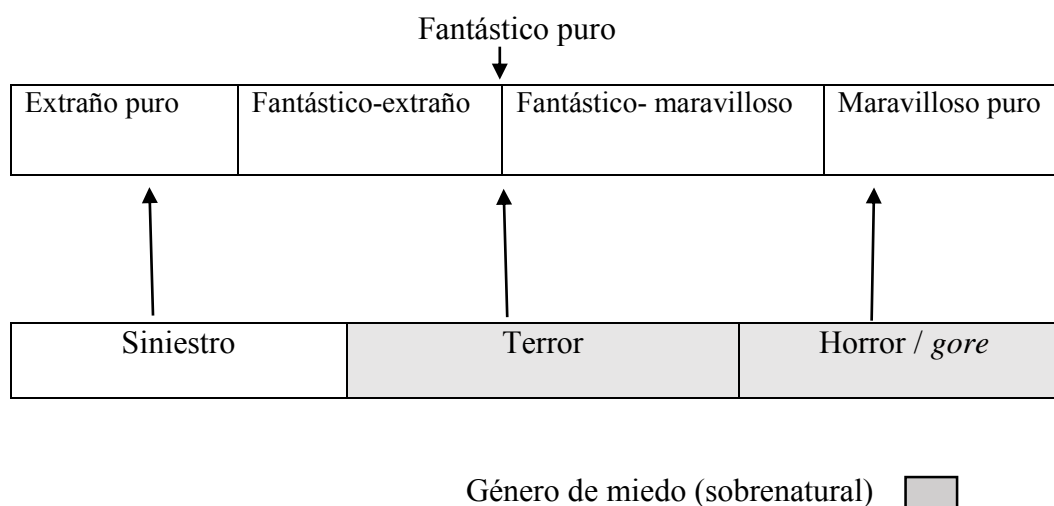 Fantástico puro
Extraño puro
Fantástico-extraño
Fantástico- maravilloso
Maravilloso puro
Siniestro
Terror
Horror / gore
Género de miedo (sobrenatural)